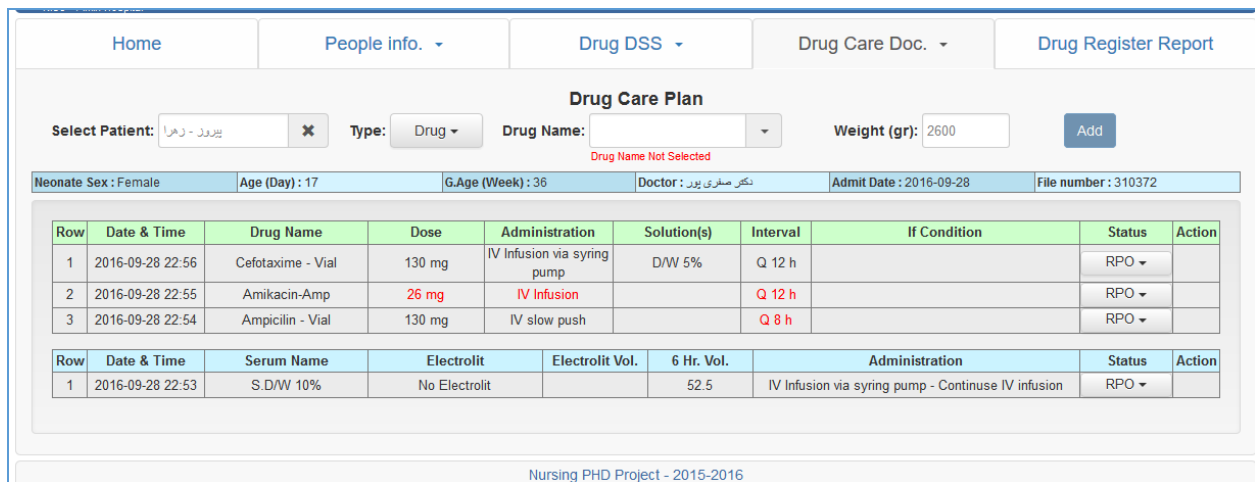 Home People info. Drug DSS Drug Care Doc. Drug Register Report
Drug Care Plan
Select Patient: پیروز - زهرا Type: Drug Drug Name: Weight (gr): 2600 Add
Drug Name Not Selected
Neonate Sex : Female Age (Day) : 17 G.Age (Week) : 36 Doctor : دکتر صفری پور Admit Date : 2016-09-28 File number : 310372
Row Date & Time Drug Name Dose Administration Solution(s) Interval If Condition Status Action
1 2016-09-28 22:56 Cefotaxime - Vial 130 mg IV Infusion via syring pump D/W 5% Q 12 h RPO
2 2016-09-28 22:55 Amikacin-Amp 26 mg IV Infusion Q 12 h RPO
3 2016-09-28 22:54 Ampicilin - Vial 130 mg IV slow push Q 8 h RPO
Row Date & Time Serum Name Electrolit Electrolit Vol. 6 Hr. Vol. Administration Status Action
1 2016-09-28 22:53 S.D/W 10% No Electrolit 52.5 IV Infusion via syring pump - Continuse IV infusion RPO
Nursing PHD Project - 2015-2016